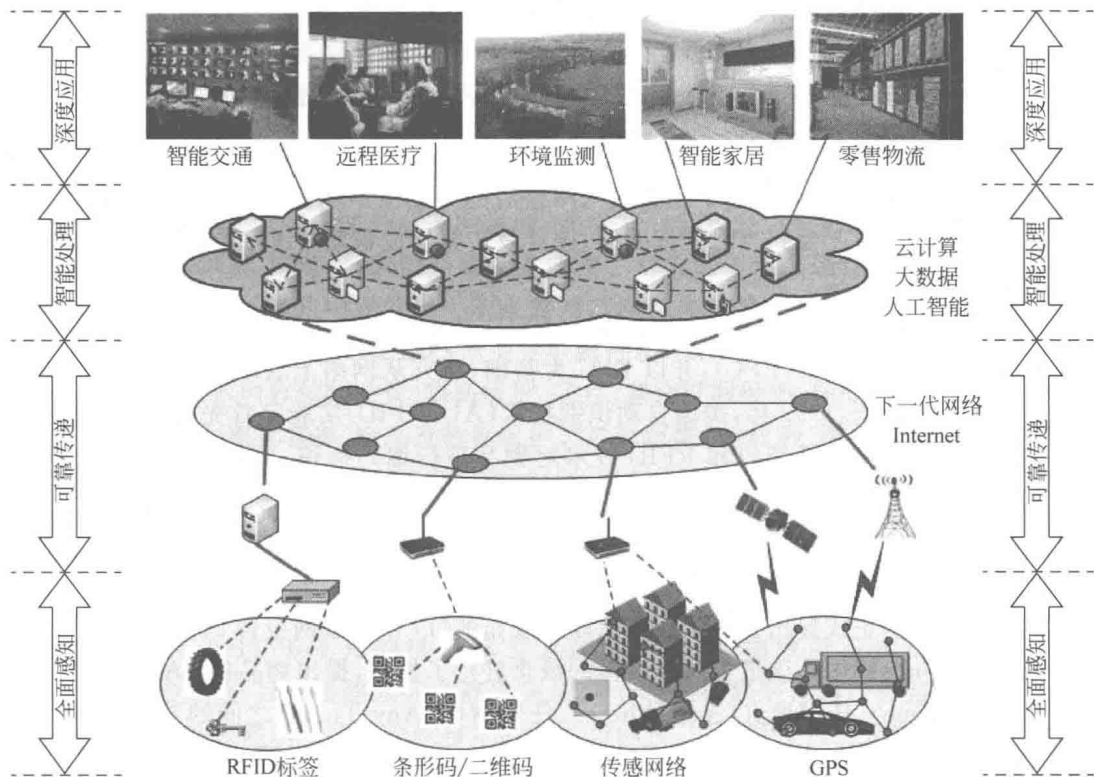 深度应用
深度应用
智能交通
远程医疗
环境监测
智能家居
零售物流
智能处理
智能处理
云计算
大数据
人工智能
可靠传递
可靠传递
下一代网络
Internet
全面感知
全面感知
RFID标签
条形码/二维码
传感网络
GPS